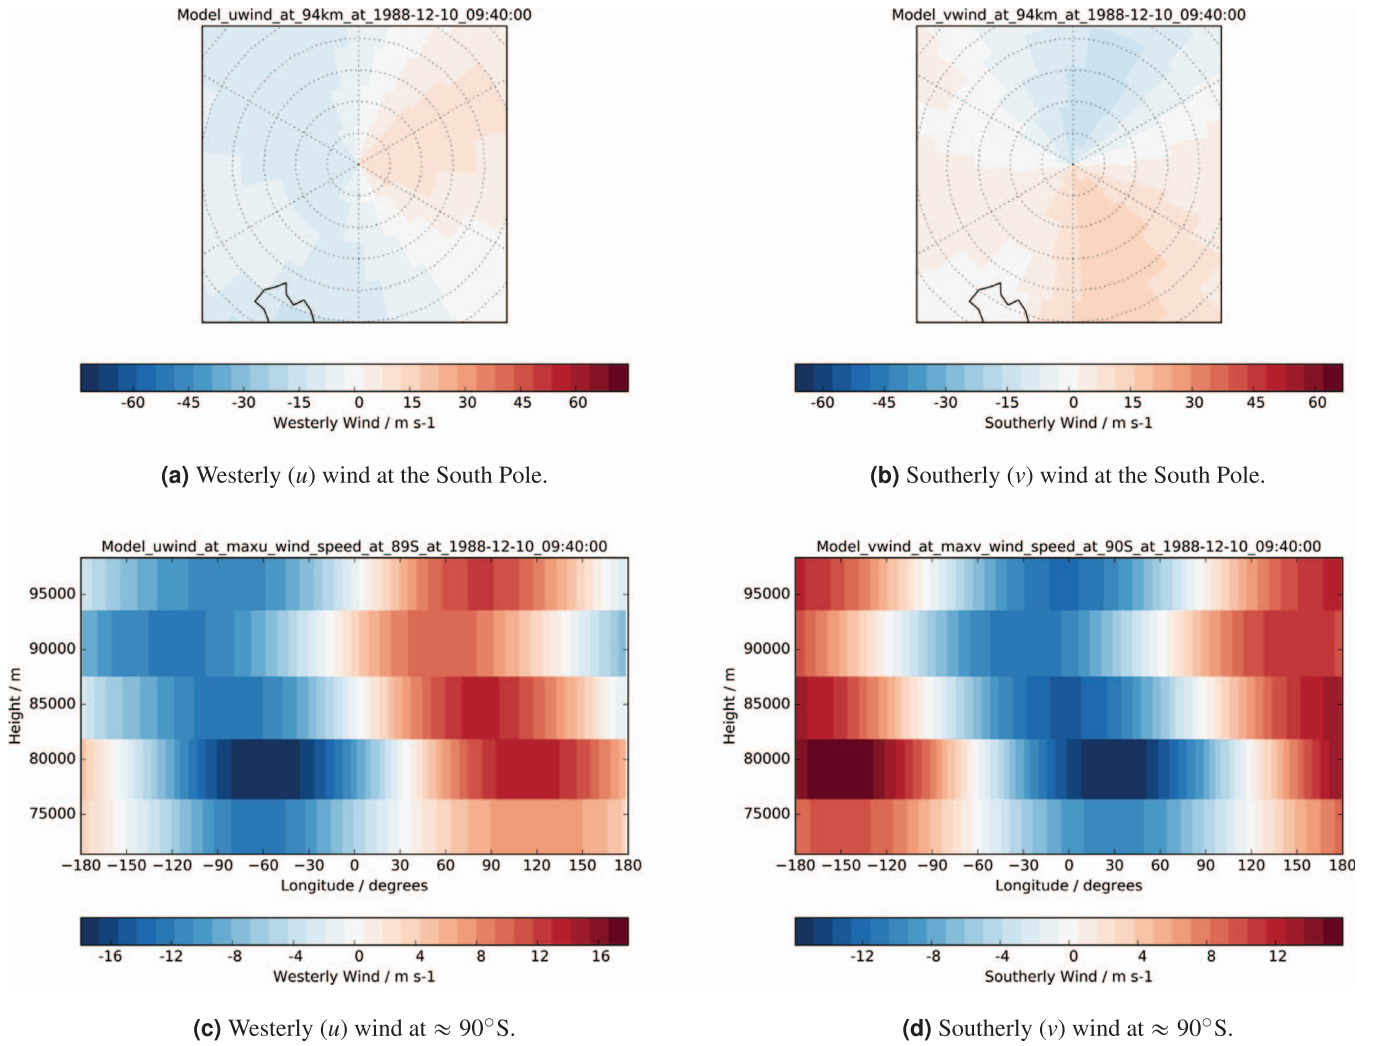 Model_uwind_at_94km_at_1988-12-10_09:40:00
-60 -45 -30 -15 0 15 30 45 60
Westerly Wind / m s-1
(a) Westerly (u) wind at the South Pole.
Model_vwind_at_94km_at_1988-12-10_09:40:00
-60 -45 -30 -15 0 15 30 45 60
Southerly Wind / m s-1
(b) Southerly (v) wind at the South Pole.
Model_uwind_at_maxu_wind_speed_at_89S_at_1988-12-10_09:40:00
Height / m
95000
90000
85000
80000
75000
−180 −150 −120 −90 −60 −30 0 30 60 90 120 150 180
Longitude / degrees
-16 -12 -8 -4 0 4 8 12 16
Westerly Wind / m s-1
(c) Westerly (u) wind at ≈ 90°S.
Model_vwind_at_maxv_wind_speed_at_90S_at_1988-12-10_09:40:00
Height / m
95000
90000
85000
80000
75000
−180 −150 −120 −90 −60 −30 0 30 60 90 120 150 180
Longitude / degrees
-12 -8 -4 0 4 8 12
Southerly Wind / m s-1
(d) Southerly (v) wind at ≈ 90°S.